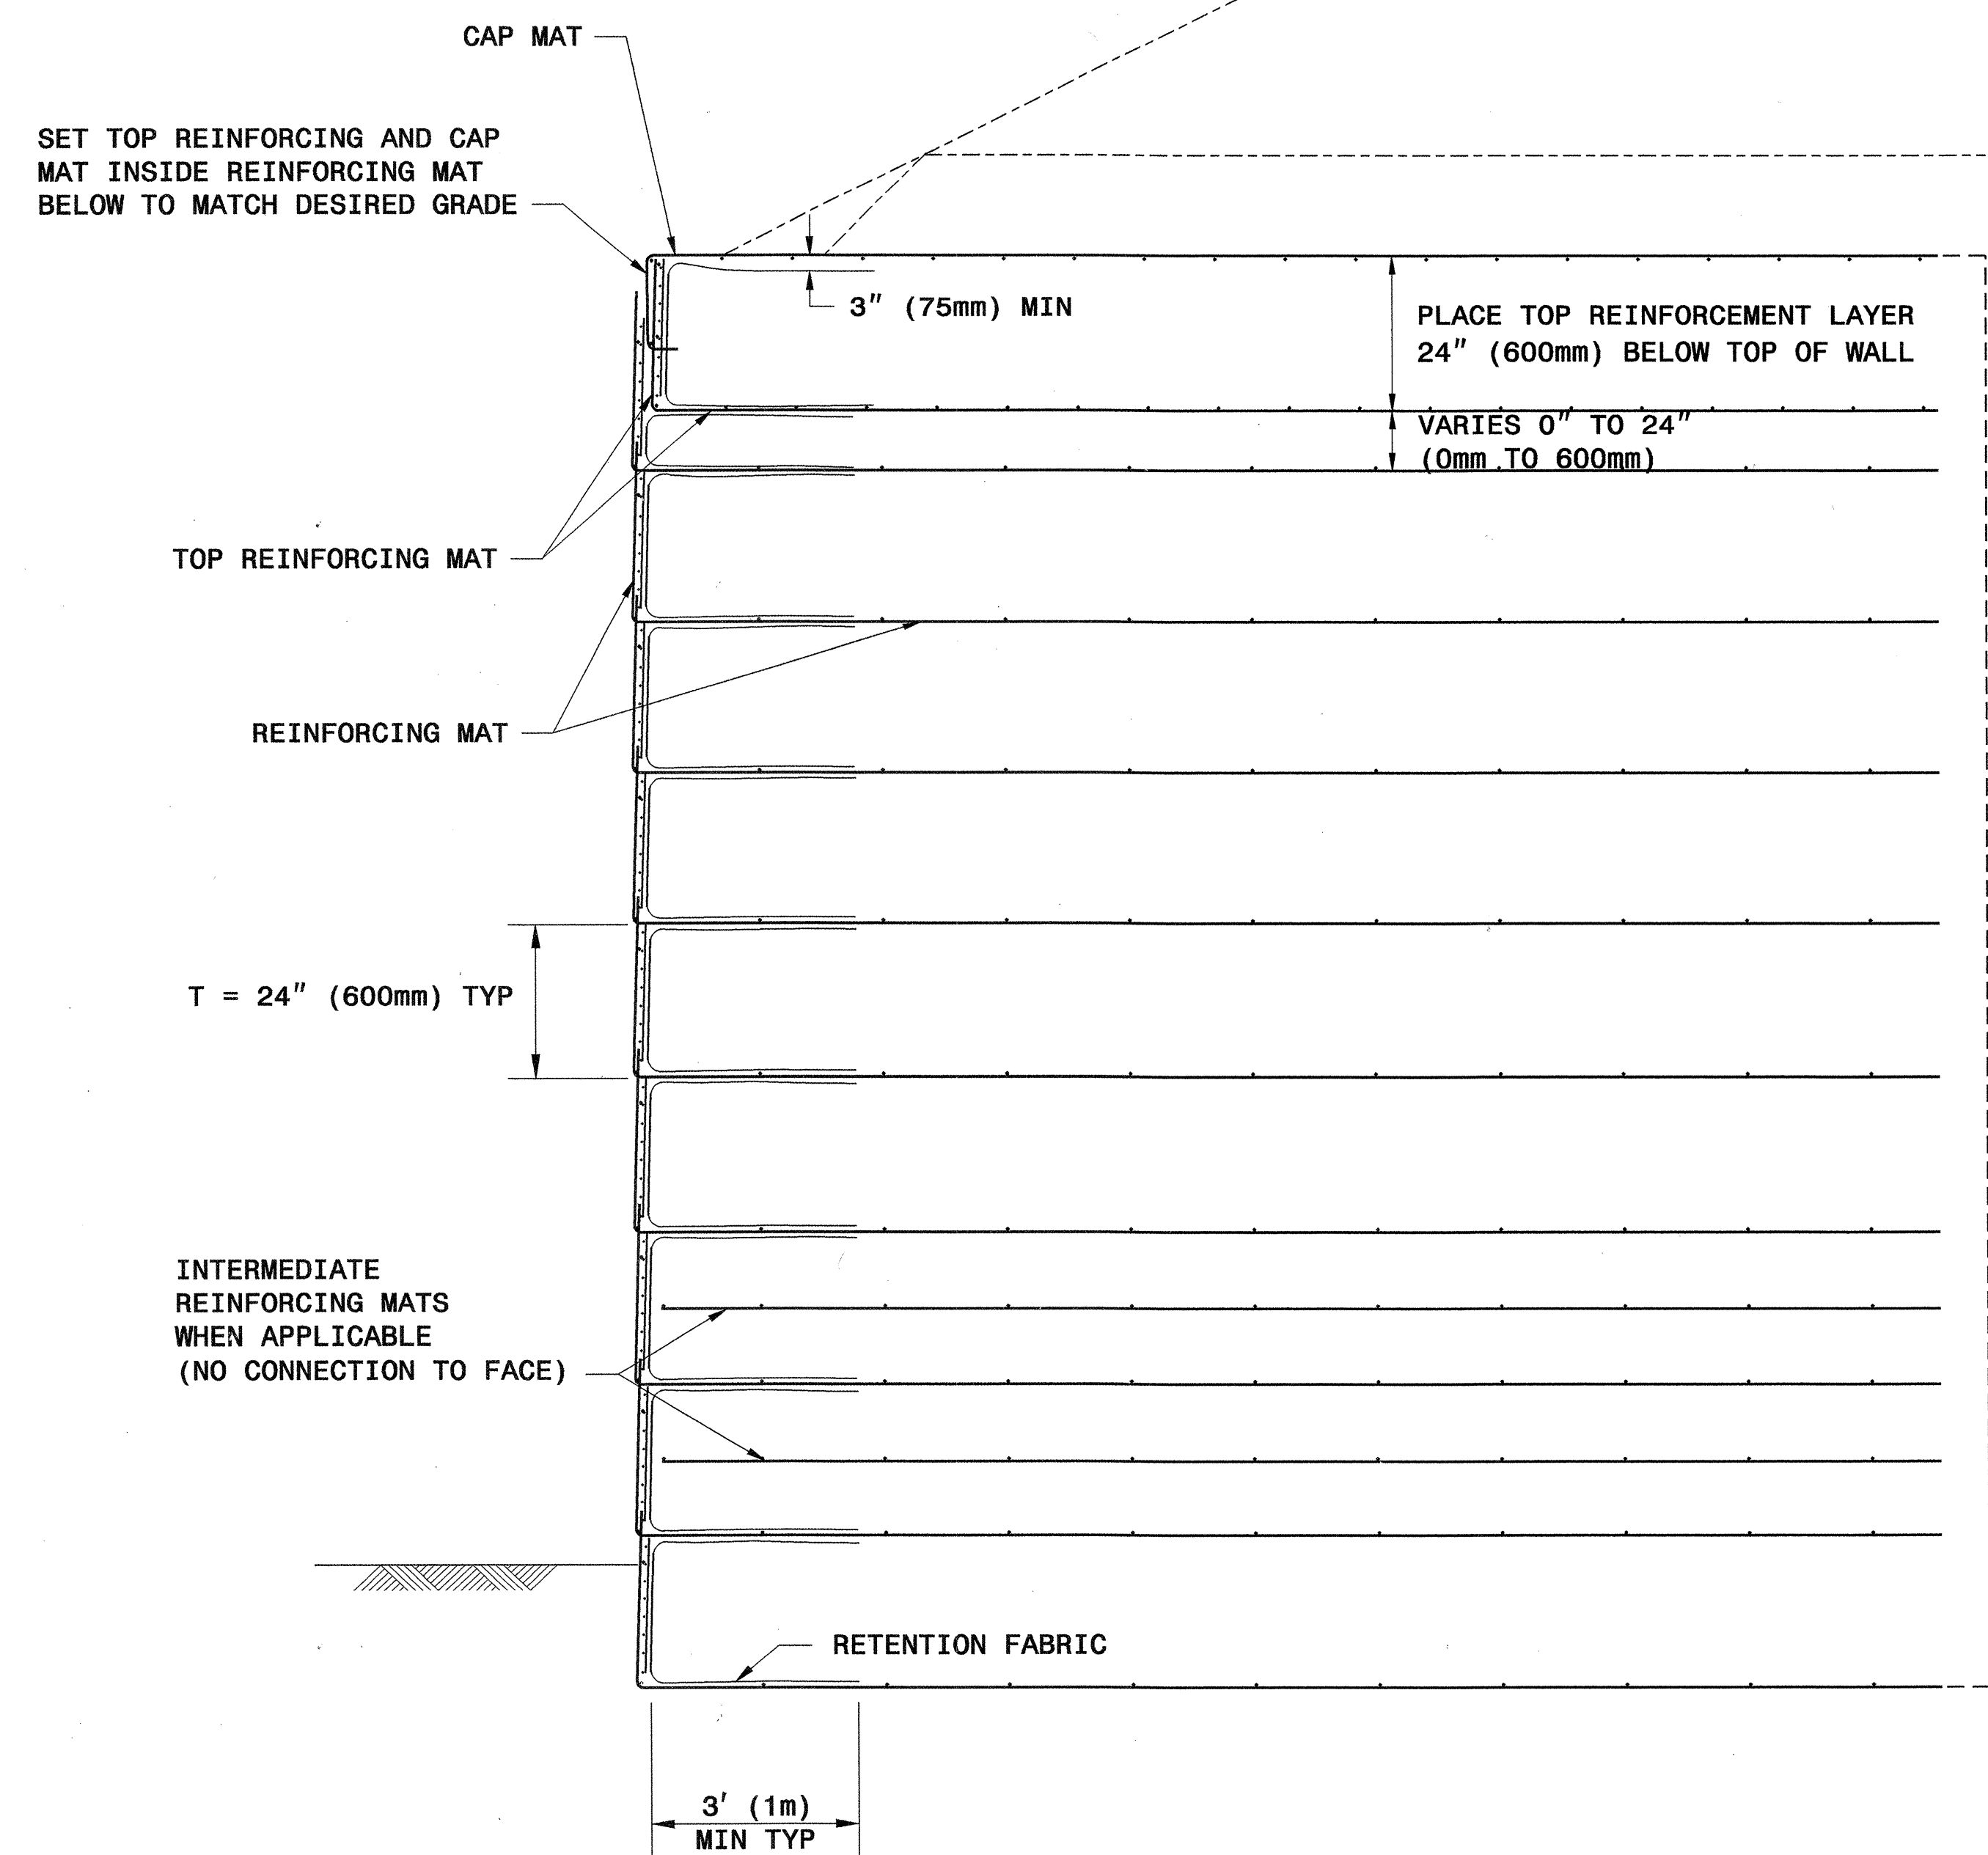 CAP MAT
SET TOP REINFORCING AND CAP
MAT INSIDE REINFORCING MAT
BELOW TO MATCH DESIRED GRADE
3" (75mm) MIN
PLACE TOP REINFORCEMENT LAYER
24" (600mm) BELOW TOP OF WALL
VARIES 0" TO 24"
(0mm TO 600mm)
TOP REINFORCING MAT
REINFORCING MAT
T = 24" (600mm) TYP
INTERMEDIATE
REINFORCING MATS
WHEN APPLICABLE
(NO CONNECTION TO FACE)
RETENTION FABRIC
3' (1m)
MIN TYP